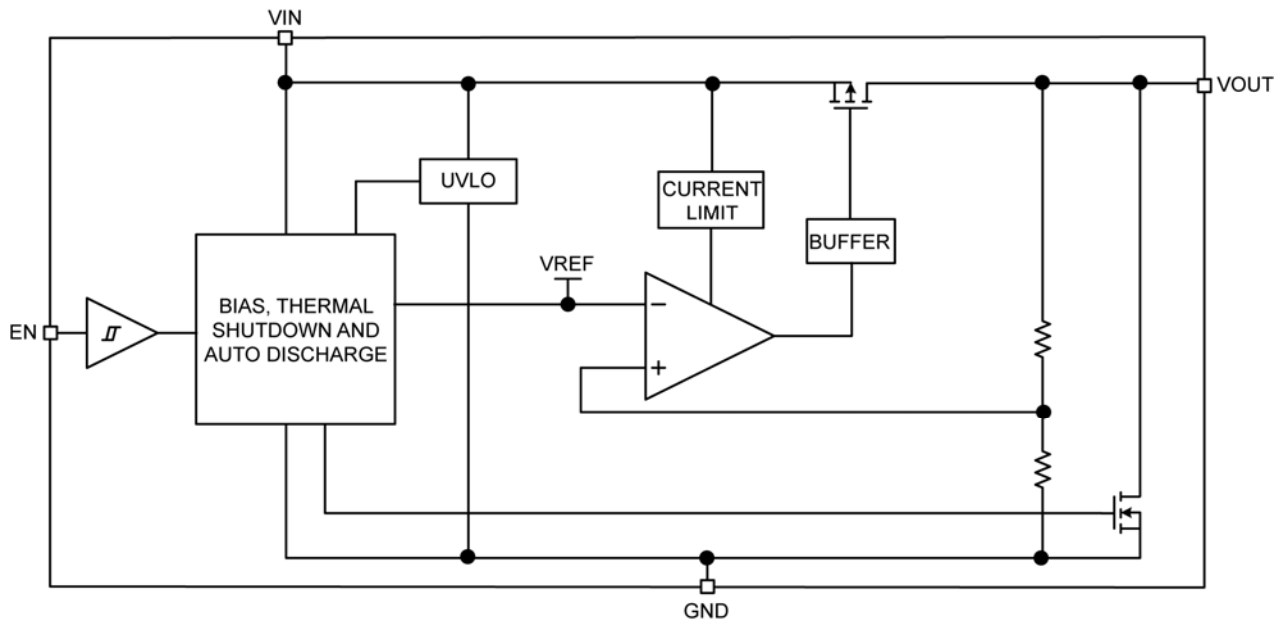 VIN
VOUT
UVLO
CURRENT
LIMIT
BUFFER
VREF
BIAS, THERMAL
SHUTDOWN AND
AUTO DISCHARGE
EN
−
+
GND